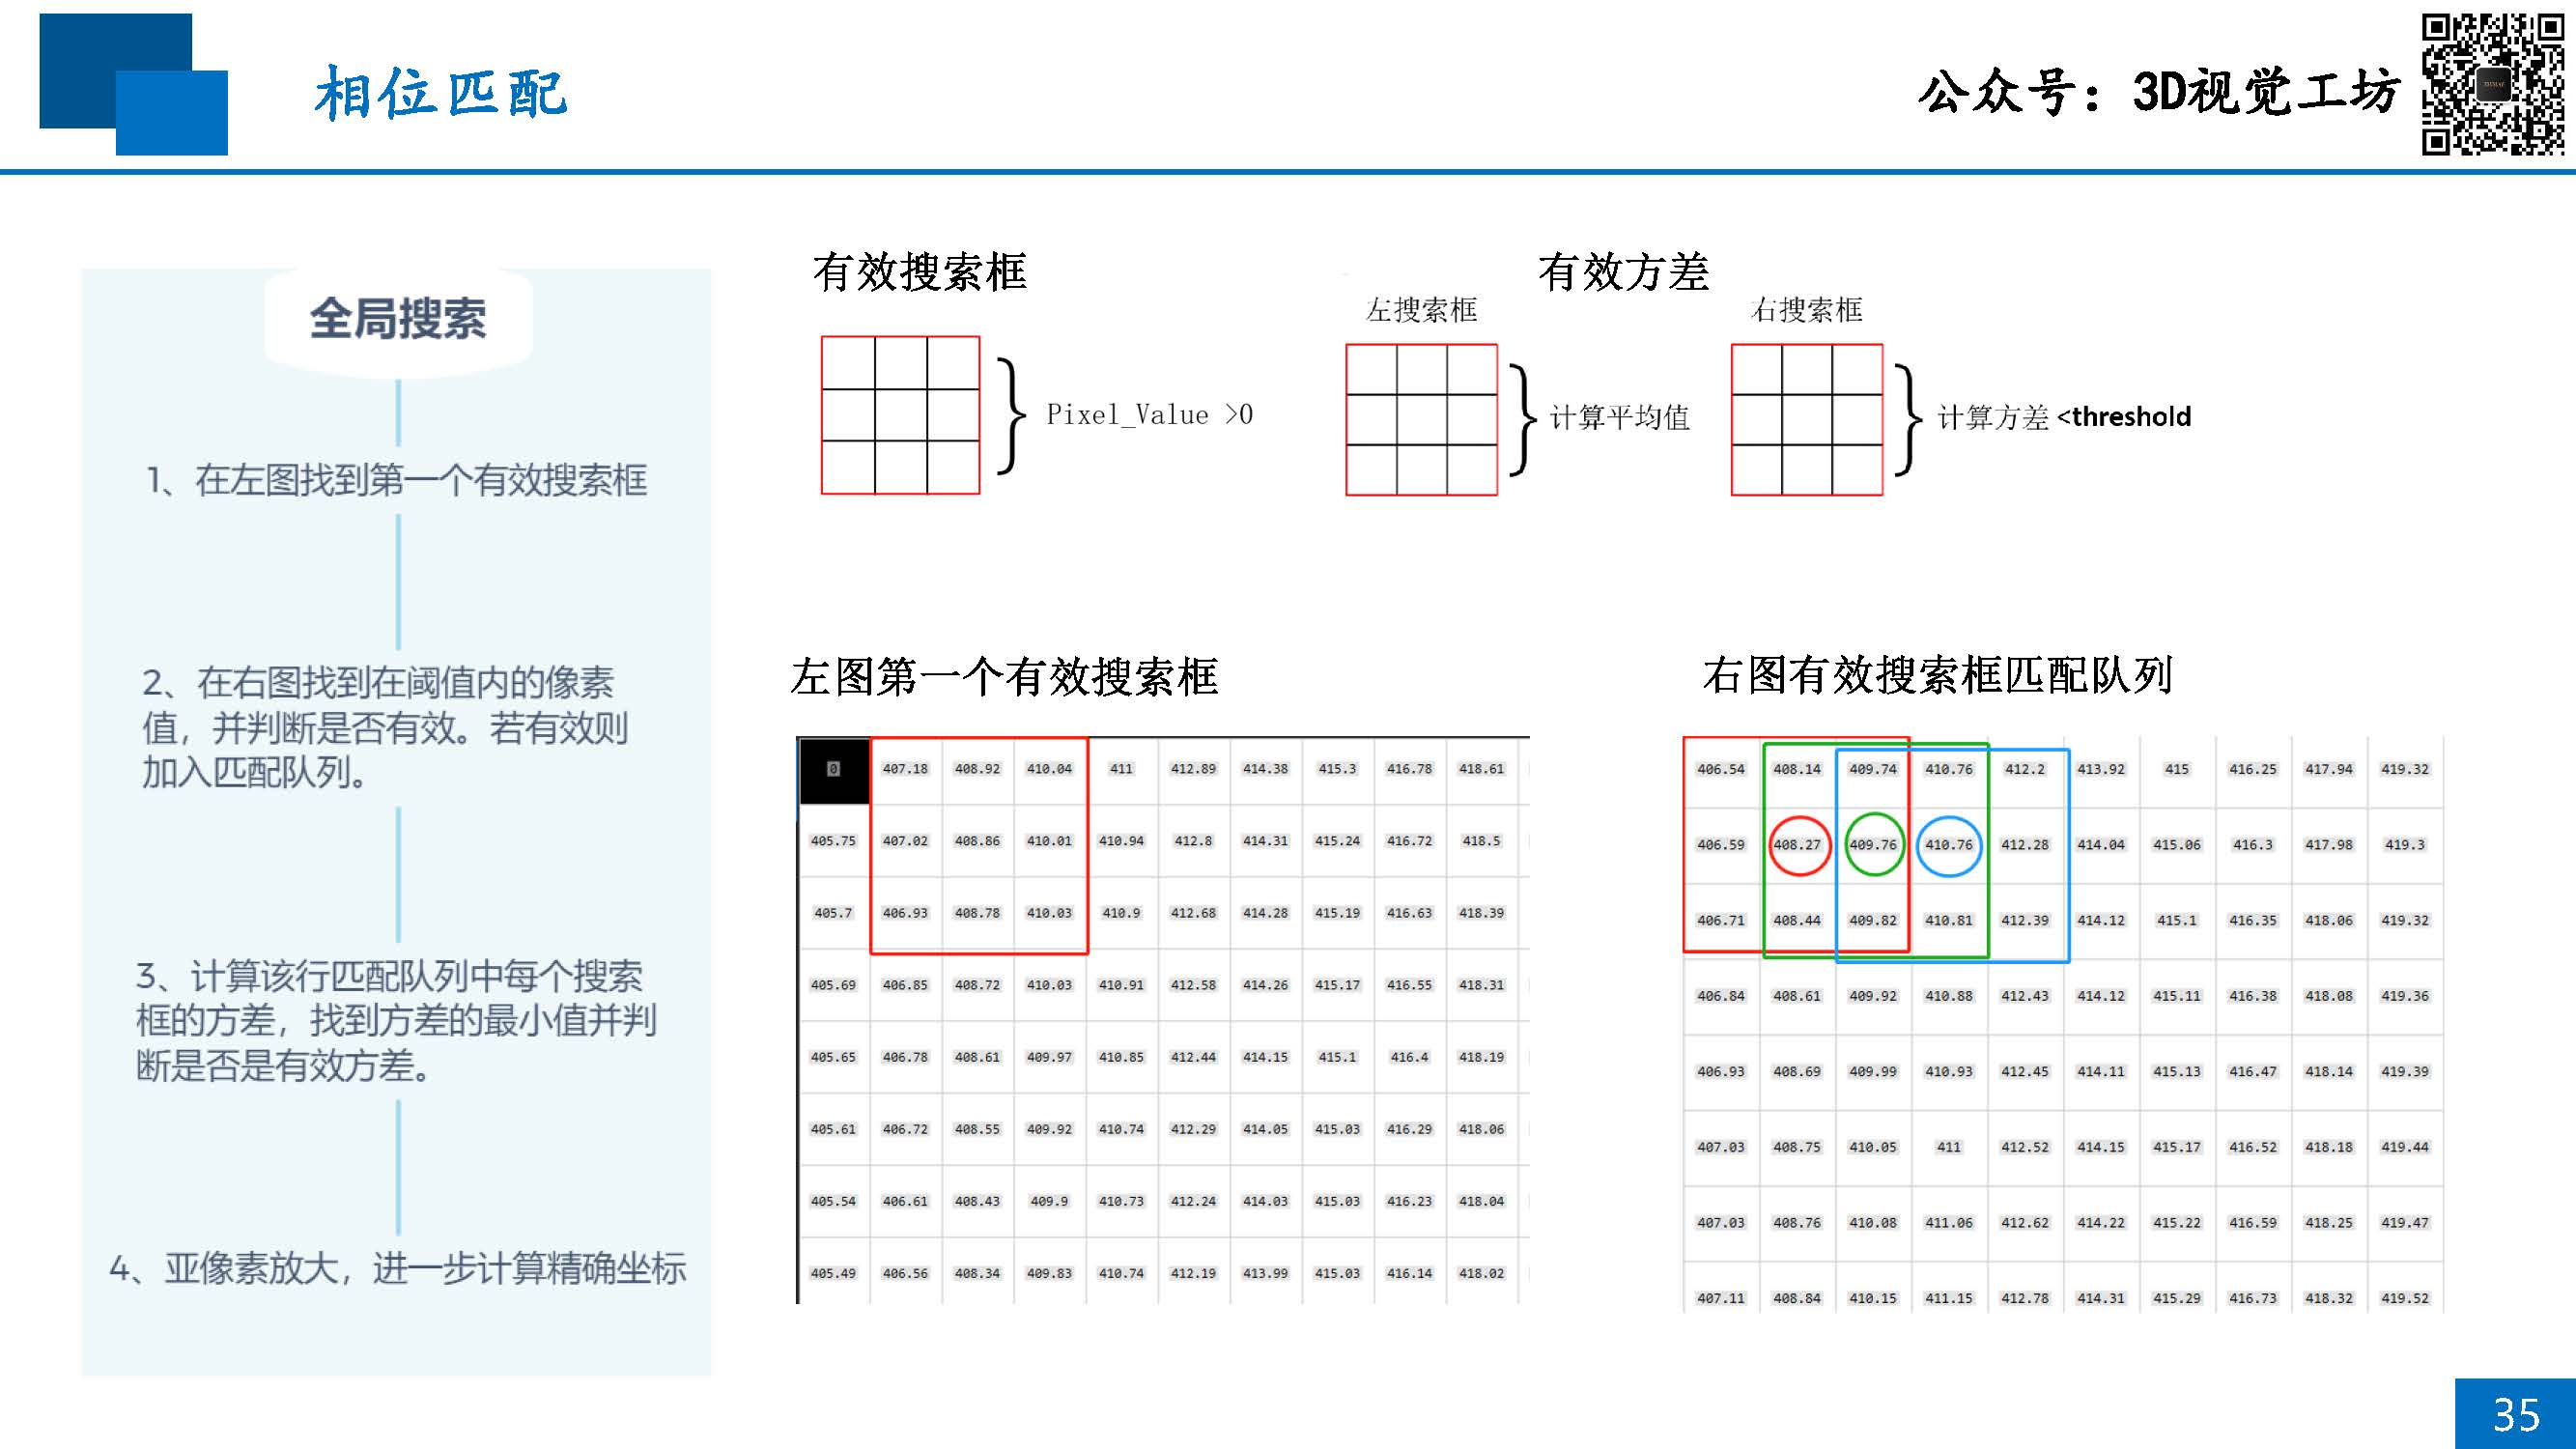 相位匹配
公众号：3D视觉工坊
全局搜索
1、在左图找到第一个有效搜索框
2、在右图找到在阈值内的像素
值，并判断是否有效。若有效则
加入匹配队列。
3、计算该行匹配队列中每个搜索
框的方差，找到方差的最小值并判
断是否是有效方差。
4、亚像素放大，进一步计算精确坐标
有效搜索框
Pixel_Value >0
有效方差
左搜索框
右搜索框
计算平均值
计算方差<threshold
左图第一个有效搜索框
0 407.18 408.92 410.04 411 412.89 414.38 415.3 416.78 418.61
405.75 407.02 408.86 410.01 410.94 412.8 414.31 415.24 416.72 418.5
405.7 406.93 408.78 410.03 410.9 412.68 414.28 415.19 416.63 418.39
405.69 406.85 408.72 410.03 410.91 412.58 414.26 415.17 416.55 418.31
405.65 406.78 408.61 409.97 410.85 412.44 414.15 415.1 416.4 418.19
405.61 406.72 408.55 409.92 410.74 412.29 414.05 415.03 416.29 418.06
405.54 406.61 408.43 409.9 410.73 412.24 414.03 415.03 416.23 418.04
405.49 406.56 408.34 409.83 410.74 412.19 413.99 415.03 416.14 418.02
右图有效搜索框匹配队列
406.54 408.14 409.74 410.76 412.2 413.92 415 416.25 417.94 419.32
406.59 408.27 409.76 410.76 412.28 414.04 415.06 416.3 417.98 419.3
406.71 408.44 409.82 410.81 412.39 414.12 415.1 416.35 418.06 419.32
406.84 408.61 409.92 410.88 412.43 414.12 415.11 416.38 418.08 419.36
406.93 408.69 409.99 410.93 412.45 414.11 415.13 416.47 418.14 419.39
407.03 408.75 410.05 411 412.52 414.15 415.17 416.52 418.18 419.44
407.03 408.76 410.08 411.06 412.62 414.22 415.22 416.59 418.25 419.47
407.11 408.84 410.15 411.15 412.78 414.31 415.29 416.73 418.32 419.52
35